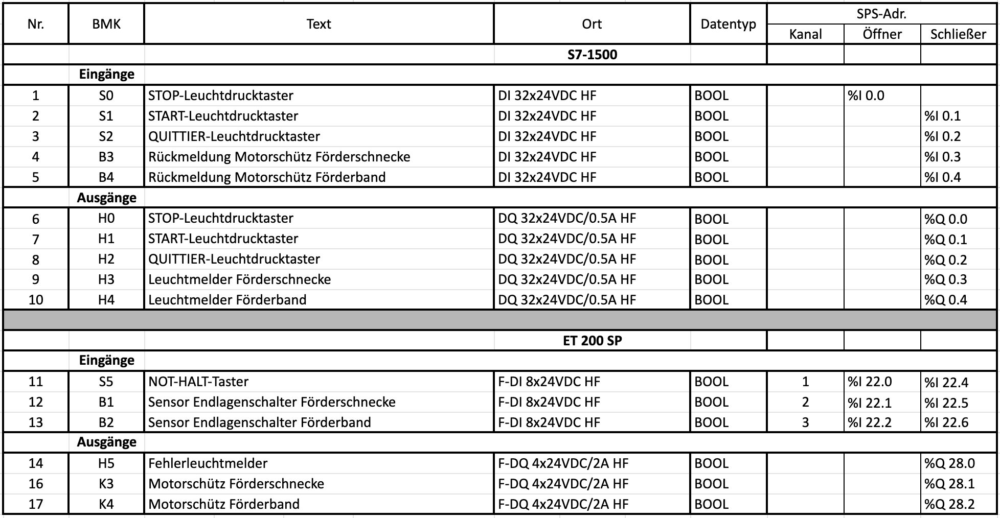 Nr. BMK Text Ort Datentyp SPS-Adr.
Kanal Öffner Schließer
S7-1500
Eingänge
1 S0 STOP-Leuchtdrucktaster DI 32x24VDC HF BOOL %I 0.0
2 S1 START-Leuchtdrucktaster DI 32x24VDC HF BOOL %I 0.1
3 S2 QUITTIER-Leuchtdrucktaster DI 32x24VDC HF BOOL %I 0.2
4 B3 Rückmeldung Motorschütz Förderschnecke DI 32x24VDC HF BOOL %I 0.3
5 B4 Rückmeldung Motorschütz Förderband DI 32x24VDC HF BOOL %I 0.4
Ausgänge
6 H0 STOP-Leuchtdrucktaster DQ 32x24VDC/0.5A HF BOOL %Q 0.0
7 H1 START-Leuchtdrucktaster DQ 32x24VDC/0.5A HF BOOL %Q 0.1
8 H2 QUITTIER-Leuchtdrucktaster DQ 32x24VDC/0.5A HF BOOL %Q 0.2
9 H3 Leuchtmelder Förderschnecke DQ 32x24VDC/0.5A HF BOOL %Q 0.3
10 H4 Leuchtmelder Förderband DQ 32x24VDC/0.5A HF BOOL %Q 0.4
ET 200 SP
Eingänge
11 S5 NOT-HALT-Taster F-DI 8x24VDC HF BOOL 1 %I 22.0 %I 22.4
12 B1 Sensor Endlagenschalter Förderschnecke F-DI 8x24VDC HF BOOL 2 %I 22.1 %I 22.5
13 B2 Sensor Endlagenschalter Förderband F-DI 8x24VDC HF BOOL 3 %I 22.2 %I 22.6
Ausgänge
14 H5 Fehlerleuchtmelder F-DQ 4x24VDC/2A HF BOOL %Q 28.0
16 K3 Motorschütz Förderschnecke F-DQ 4x24VDC/2A HF BOOL %Q 28.1
17 K4 Motorschütz Förderband F-DQ 4x24VDC/2A HF BOOL %Q 28.2